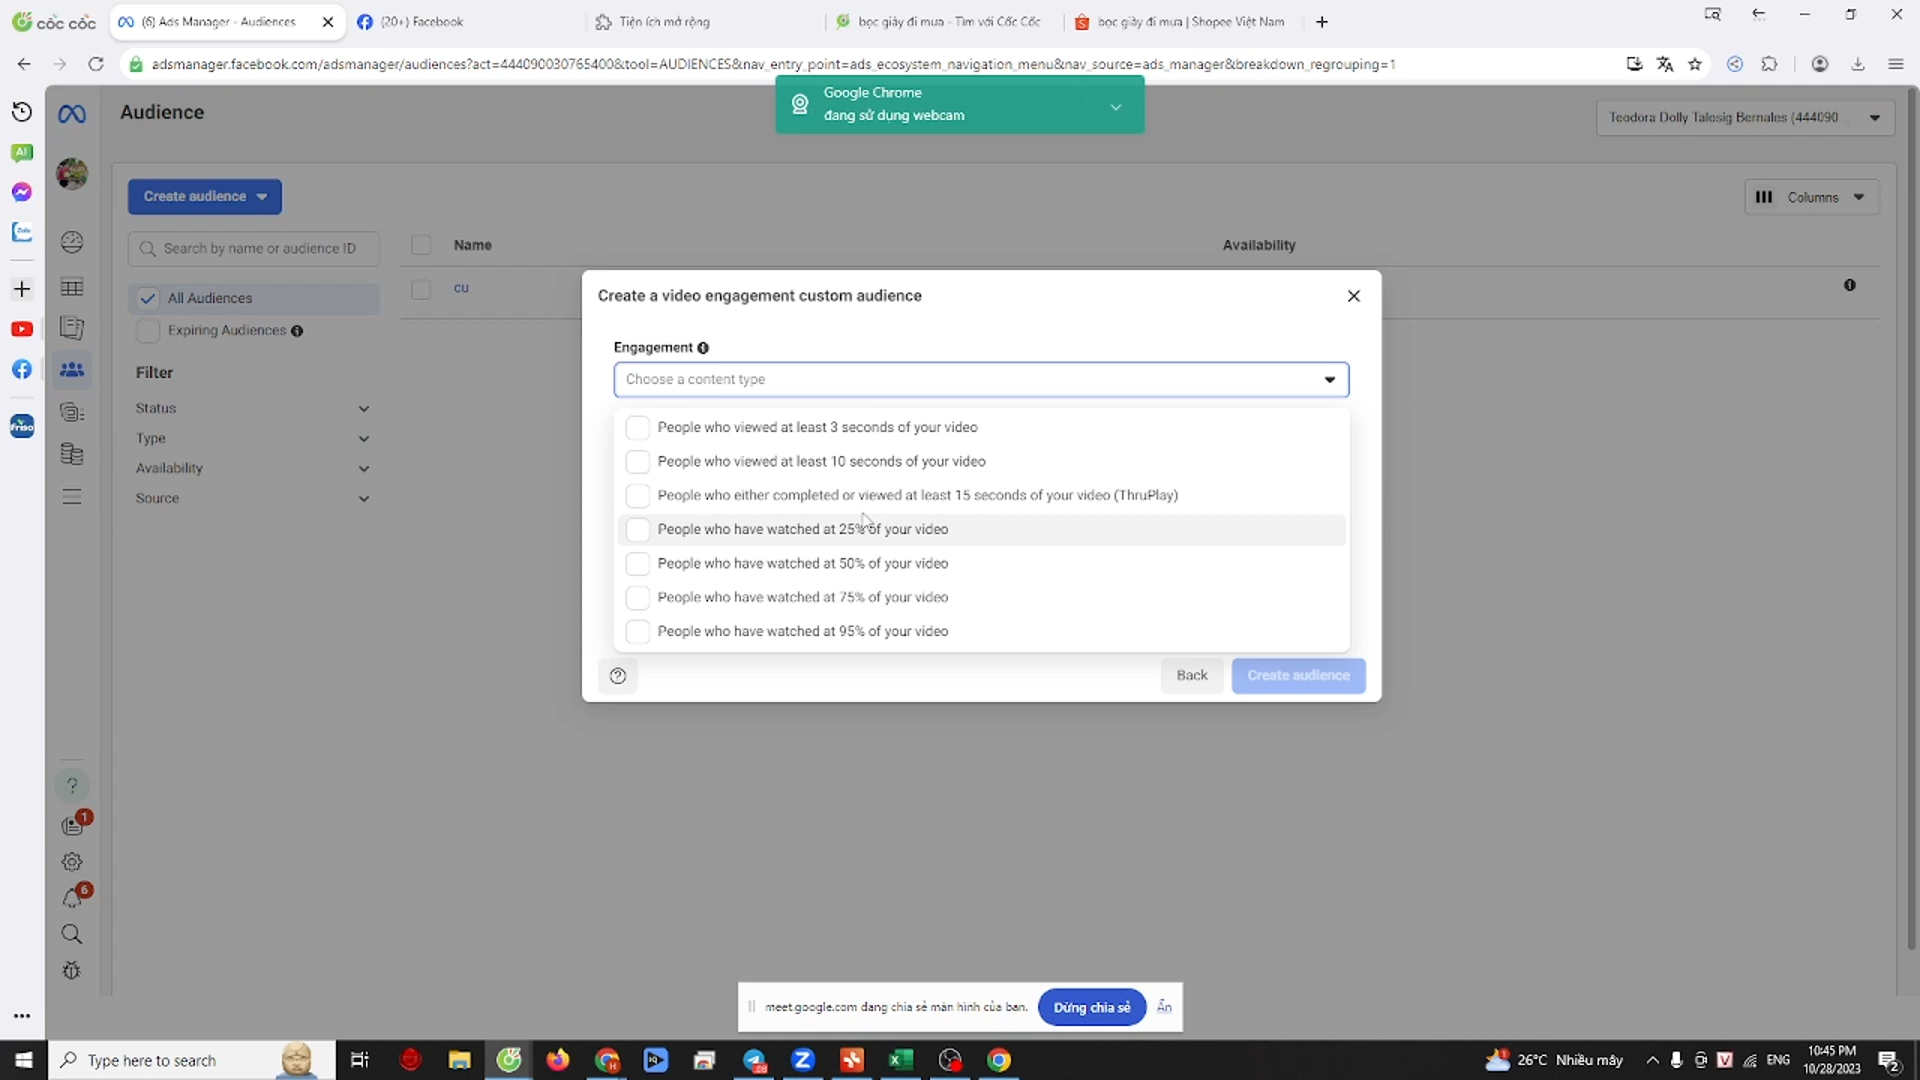 cốc cốc
(6) Ads Manager - Audiences
(20+) Facebook
Tiện ích mở rộng
bọc giày đi mưa - Tìm với Cốc Cốc
bọc giày đi mưa | Shopee Việt Nam
adsmanager.facebook.com/adsmanager/audiences?act=444090030765400&tool=AUDIENCES&nav_entry_point=ads_ecosystem_navigation_menu&nav_source=ads_manager&breakdown_regrouping=1
Google Chrome
đang sử dụng webcam
Audience
Teodora Dolly Talosig Bernales (444090...
Create audience
Columns
Search by name or audience ID
Name
Availability
All Audiences
cu
Expiring Audiences
Filter
Status
Type
Availability
Source
Create a video engagement custom audience
Engagement
Choose a content type
People who viewed at least 3 seconds of your video
People who viewed at least 10 seconds of your video
People who either completed or viewed at least 15 seconds of your video (ThruPlay)
People who have watched at 25% of your video
People who have watched at 50% of your video
People who have watched at 75% of your video
People who have watched at 95% of your video
Back
Create audience
AI
Zalo
Friso
1
6
meet.google.com đang chia sẻ màn hình của bạn.
Dừng chia sẻ
Ẩn
Type here to search
28
26°C Nhiều mây
ENG
10:45 PM
10/28/2023
2